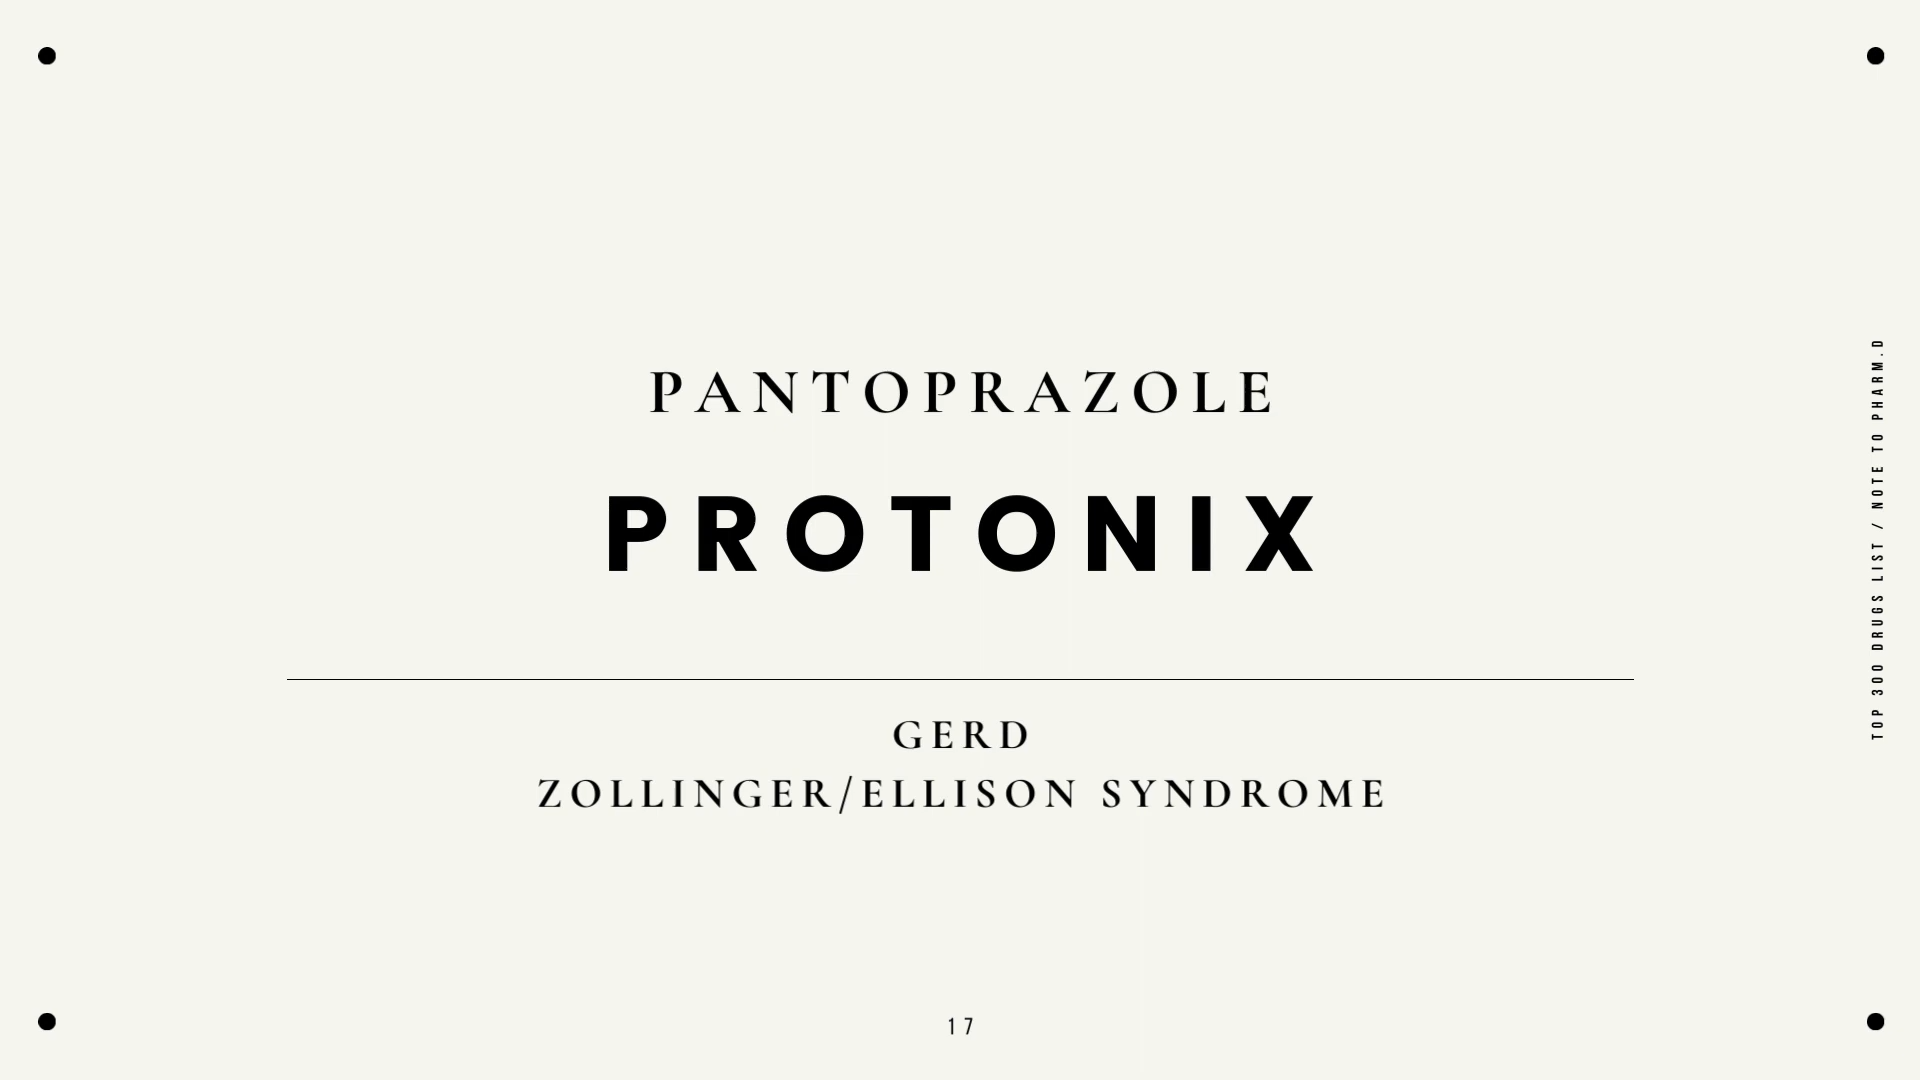 PANTOPRAZOLE
PROTONIX
GERD
ZOLLINGER/ELLISON SYNDROME
TOP 300 DRUGS LIST / NOTE TO PHARM.D
17